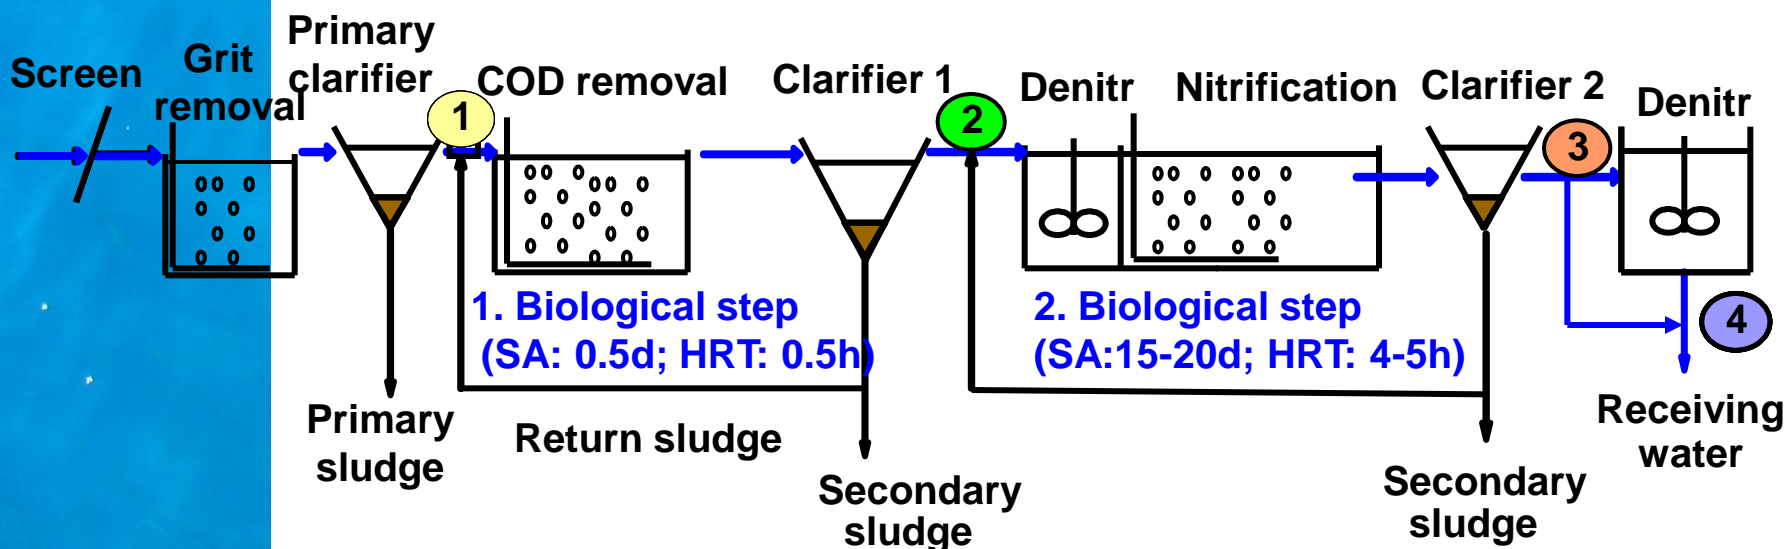 Screen
Grit
removal
Primary
clarifier
1
COD removal
Clarifier 1
2
Denitr
Nitrification
Clarifier 2
3
Denitr
4
1. Biological step
(SA: 0.5d; HRT: 0.5h)
2. Biological step
(SA:15-20d; HRT: 4-5h)
Primary
sludge
Return sludge
Secondary
sludge
Secondary
sludge
Receiving
water